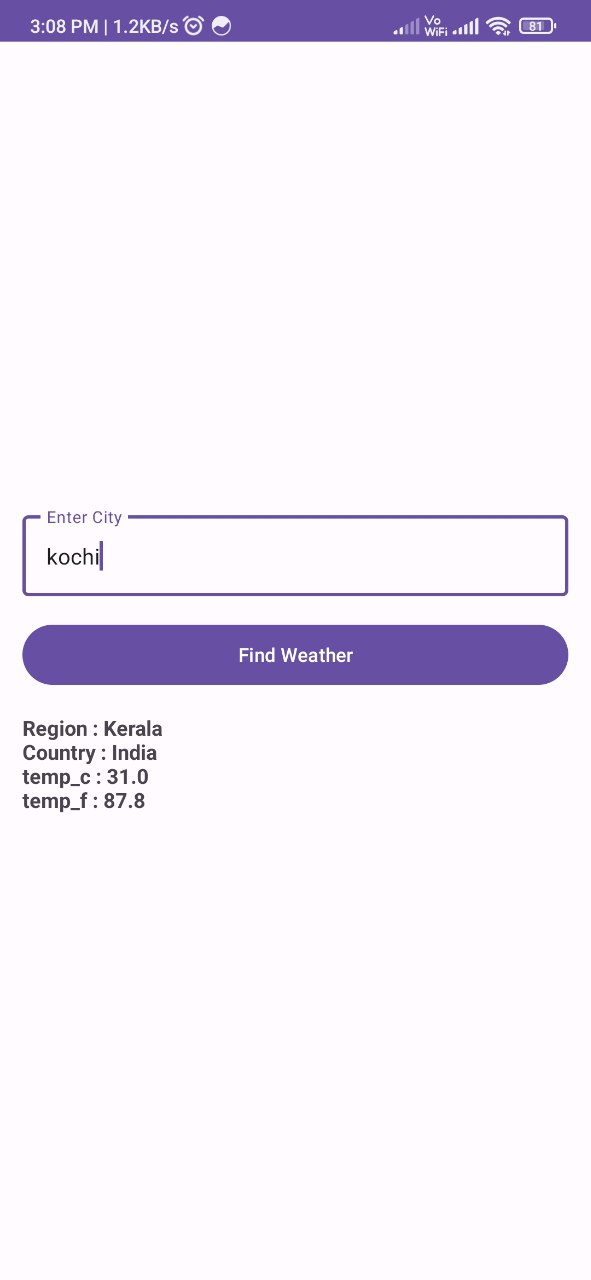 3:08 PM | 1.2KB/s
Vo
WiFi
81
Enter City
kochi
Find Weather
Region : Kerala
Country : India
temp_c : 31.0
temp_f : 87.8